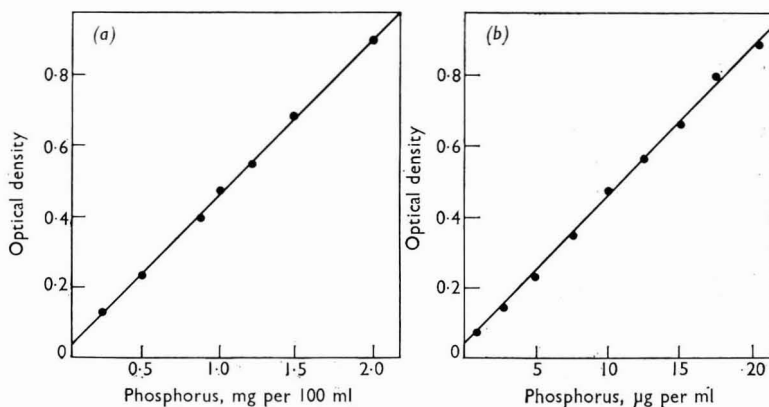 (a)
0·8
0·6
0·4
0·2
0
Optical density
0·5 1·0 1·5 2·0
Phosphorus, mg per 100 ml
(b)
0·8
0·6
0·4
0·2
0
Optical density
5 10 15 20
Phosphorus, µg per ml